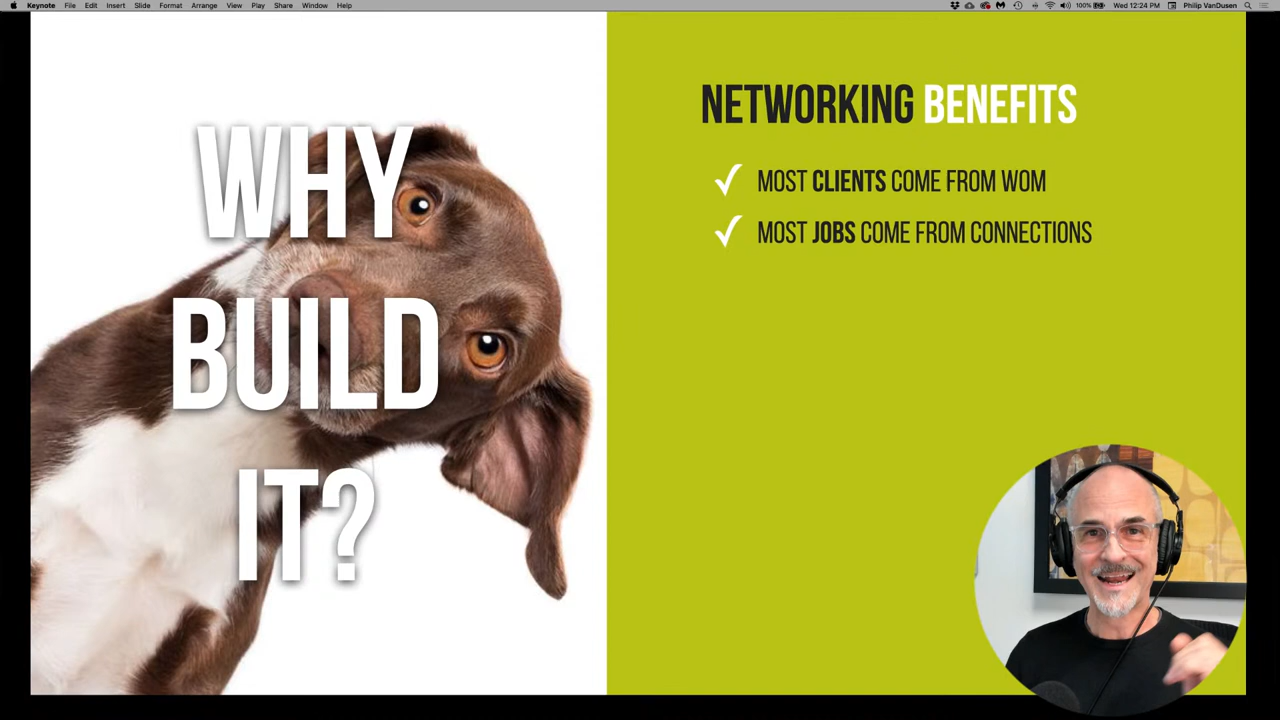 Keynote File Edit Insert Slide Format Arrange View Play Share Window Help
100% Wed 12:24 PM Philip VanDusen
WHY
BUILD
IT?
NETWORKING BENEFITS
MOST CLIENTS COME FROM WOM
MOST JOBS COME FROM CONNECTIONS